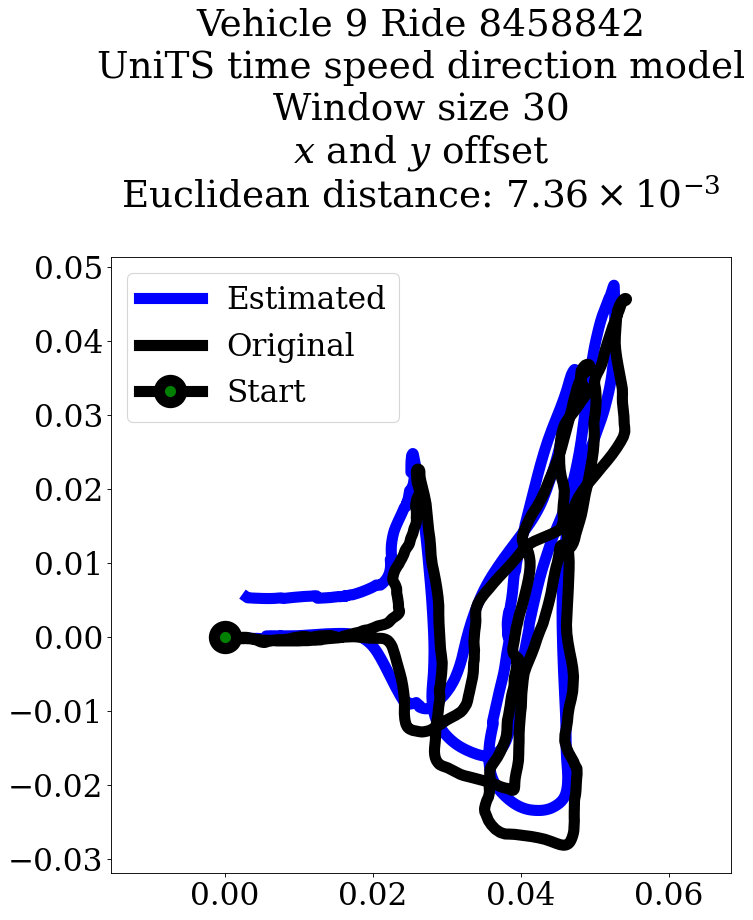 Vehicle 9 Ride 8458842
UniTS time speed direction model
Window size 30
x and y offset
Euclidean distance: 7.36 × 10⁻³
0.05
Estimated
0.04
Original
Start
0.03
0.02
0.01
0.00
−0.01
−0.02
−0.03
0.00 0.02 0.04 0.06